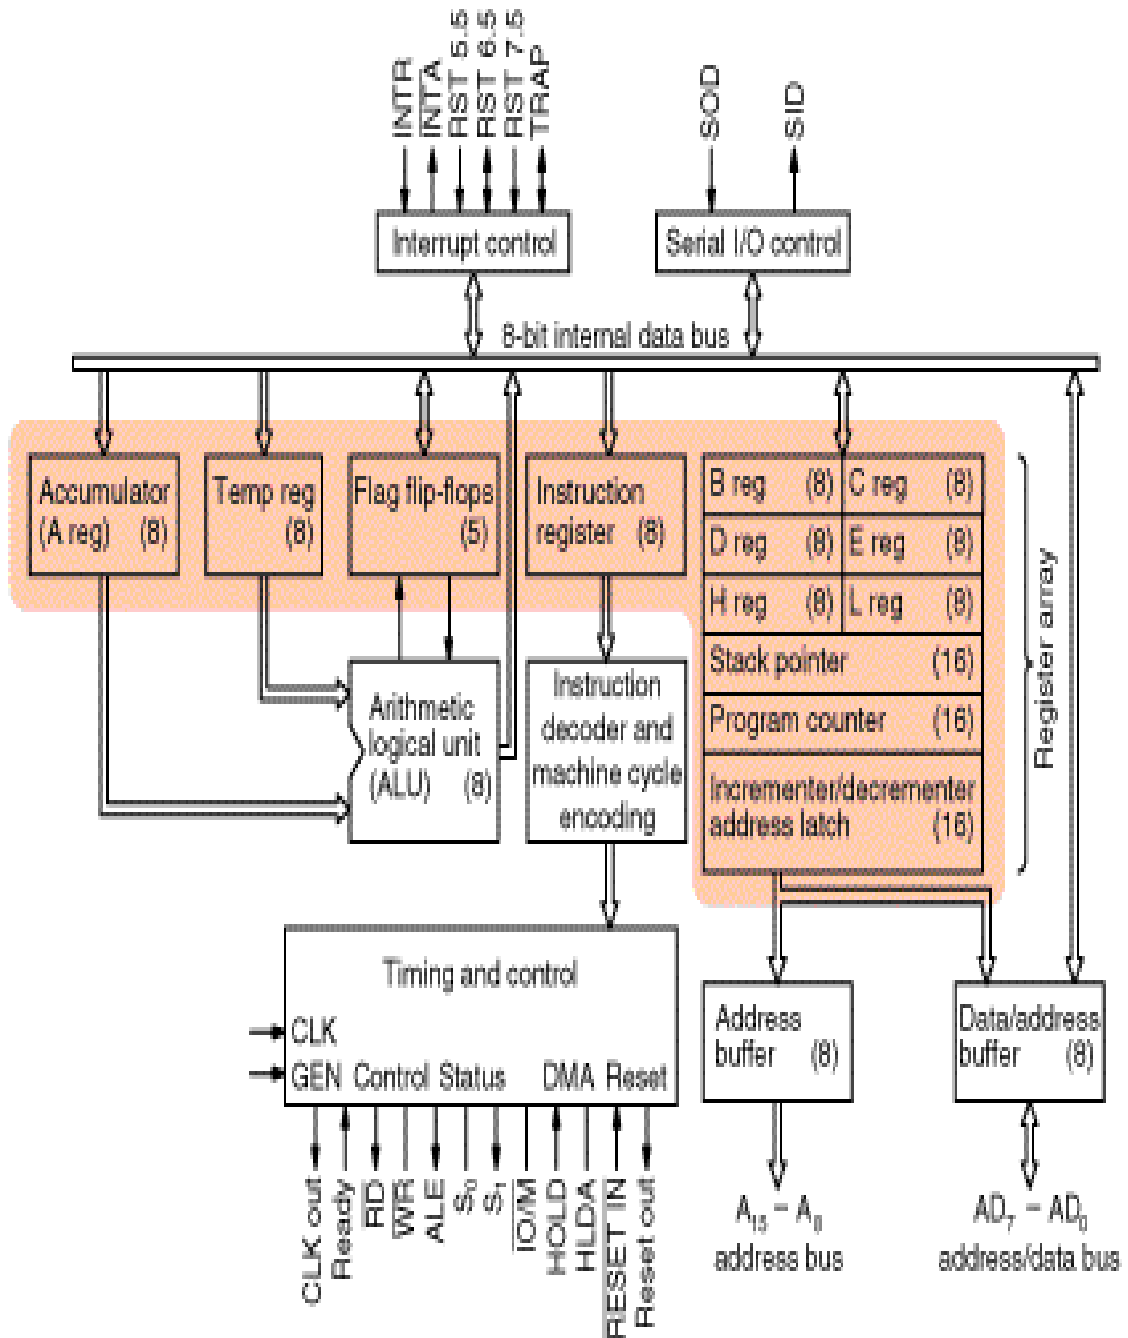 INTR
INTA
RST 5.5
RST 6.5
RST 7.5
TRAP
SOD
SID
Interrupt control
Serial I/O control
8-bit internal data bus
Accumulator
(A reg) (8)
Temp reg
(8)
Flag flip-flops
(5)
Instruction
register (8)
B reg (8) C reg (8)
D reg (8) E reg (8)
H reg (8) L reg (8)
Stack pointer (16)
Program counter (16)
Incrementer/decrementer
address latch (16)
Register array
Arithmetic
logical unit
(ALU) (8)
Instruction
decoder and
machine cycle
encoding
Timing and control
CLK
GEN Control Status DMA Reset
CLK out
Ready
RD
WR
ALE
S₀
S₁
IO/M
HOLD
HLDA
RESET IN
Reset out
Address
buffer (8)
Data/address
buffer (8)
A₁₅ – A₈
address bus
AD₇ – AD₀
address/data bus